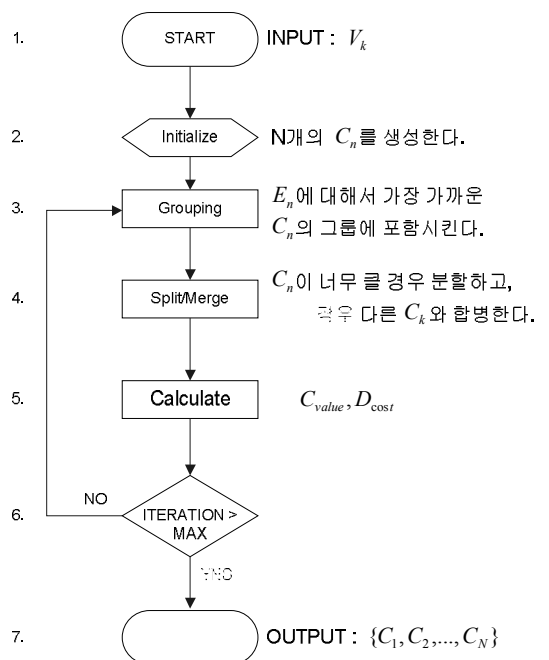 1. START INPUT : V_k
2. Initialize N개의 C_n를 생성한다.
3. Grouping E_n에 대해서 가장 가까운
C_n의 그룹에 포함시킨다.
4. Split/Merge C_n이 너무 클 경우 분할하고,
다른 C_k와 합병한다.
5. Calculate C_value, D_cost
NO
6. ITERATION >
MAX
7. OUTPUT : {C_1, C_2,..., C_N}